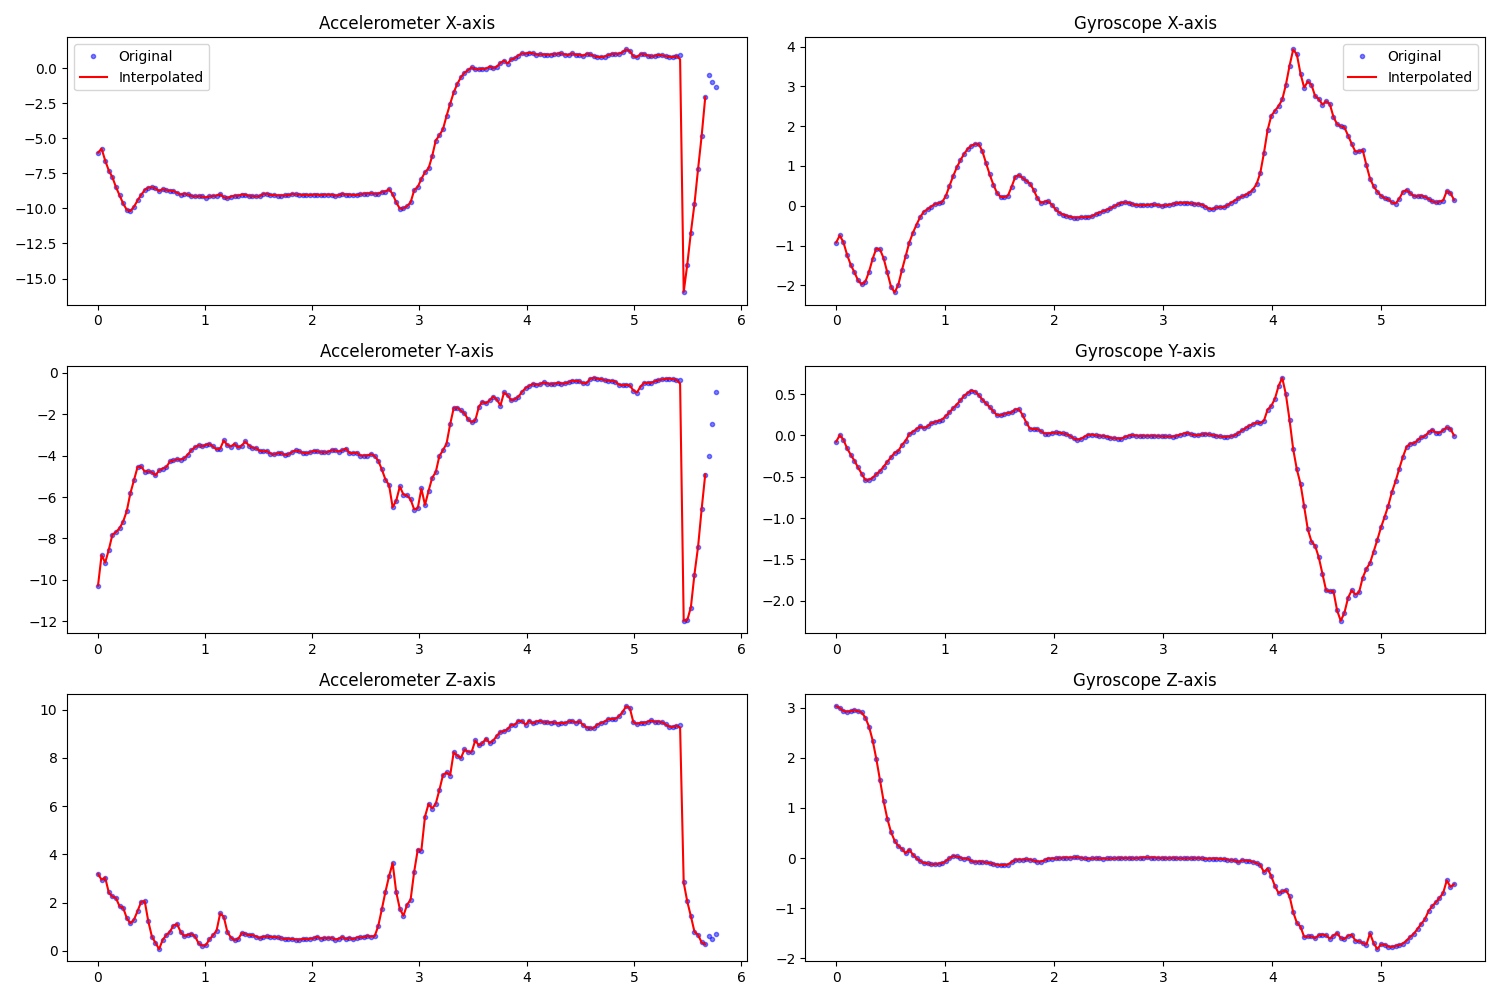 Accelerometer X-axis
Original
Interpolated
0.0
−2.5
−5.0
−7.5
−10.0
−12.5
−15.0
0 1 2 3 4 5 6
Gyroscope X-axis
Original
Interpolated
4
3
2
1
0
−1
−2
0 1 2 3 4 5
Accelerometer Y-axis
0
−2
−4
−6
−8
−10
−12
0 1 2 3 4 5 6
Gyroscope Y-axis
0.5
0.0
−0.5
−1.0
−1.5
−2.0
0 1 2 3 4 5
Accelerometer Z-axis
10
8
6
4
2
0
0 1 2 3 4 5 6
Gyroscope Z-axis
3
2
1
0
−1
−2
0 1 2 3 4 5